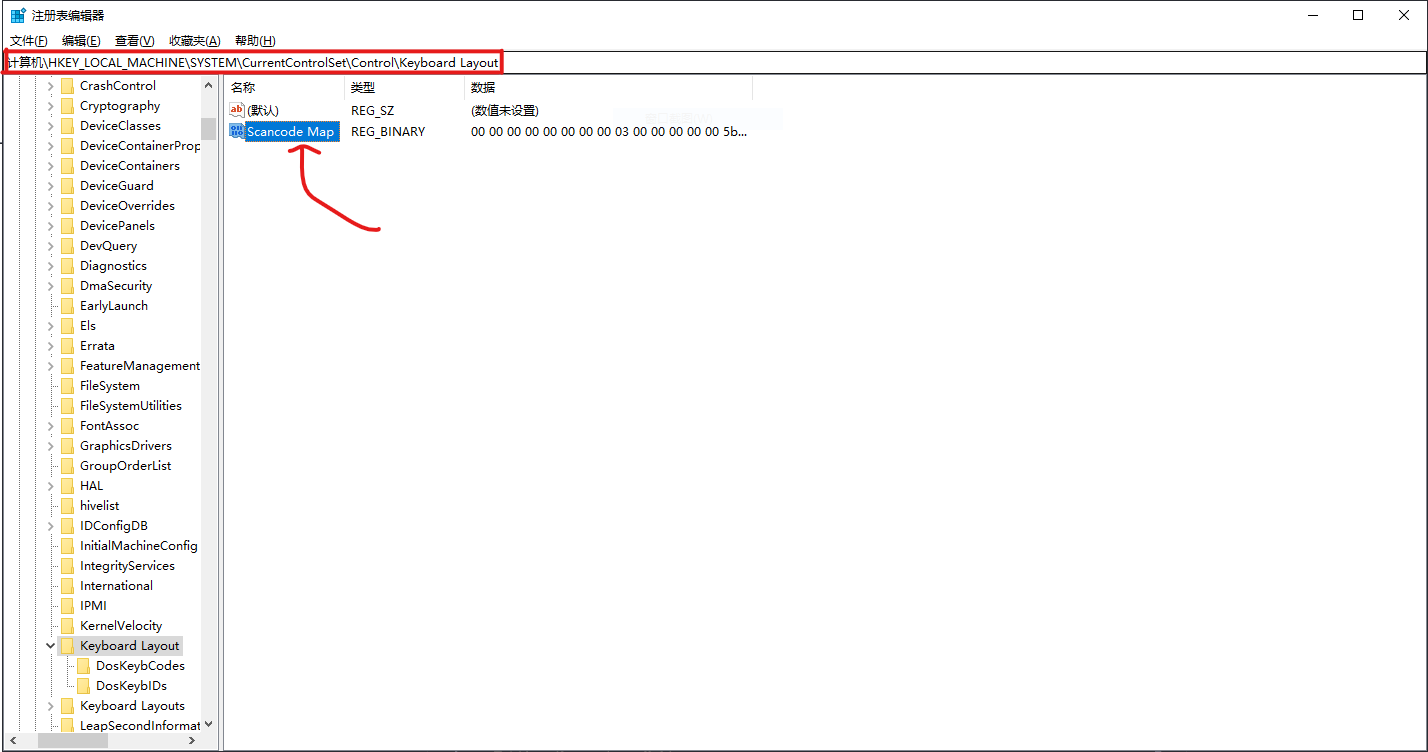 注册表编辑器
文件(F) 编辑(E) 查看(V) 收藏夹(A) 帮助(H)
计算机\HKEY_LOCAL_MACHINE\SYSTEM\CurrentControlSet\Control\Keyboard Layout
CrashControl
Cryptography
DeviceClasses
DeviceContainerProp
DeviceContainers
DeviceGuard
DeviceOverrides
DevicePanels
DevQuery
Diagnostics
DmaSecurity
EarlyLaunch
Els
Errata
FeatureManagement
FileSystem
FileSystemUtilities
FontAssoc
GraphicsDrivers
GroupOrderList
HAL
hivelist
IDConfigDB
InitialMachineConfig
IntegrityServices
International
IPMI
KernelVelocity
Keyboard Layout
DosKeybCodes
DosKeybIDs
Keyboard Layouts
LeapSecondInformat
名称 类型 数据
ab (默认) REG_SZ (数值未设置)
Scancode Map REG_BINARY 00 00 00 00 00 00 00 00 03 00 00 00 00 00 5b...